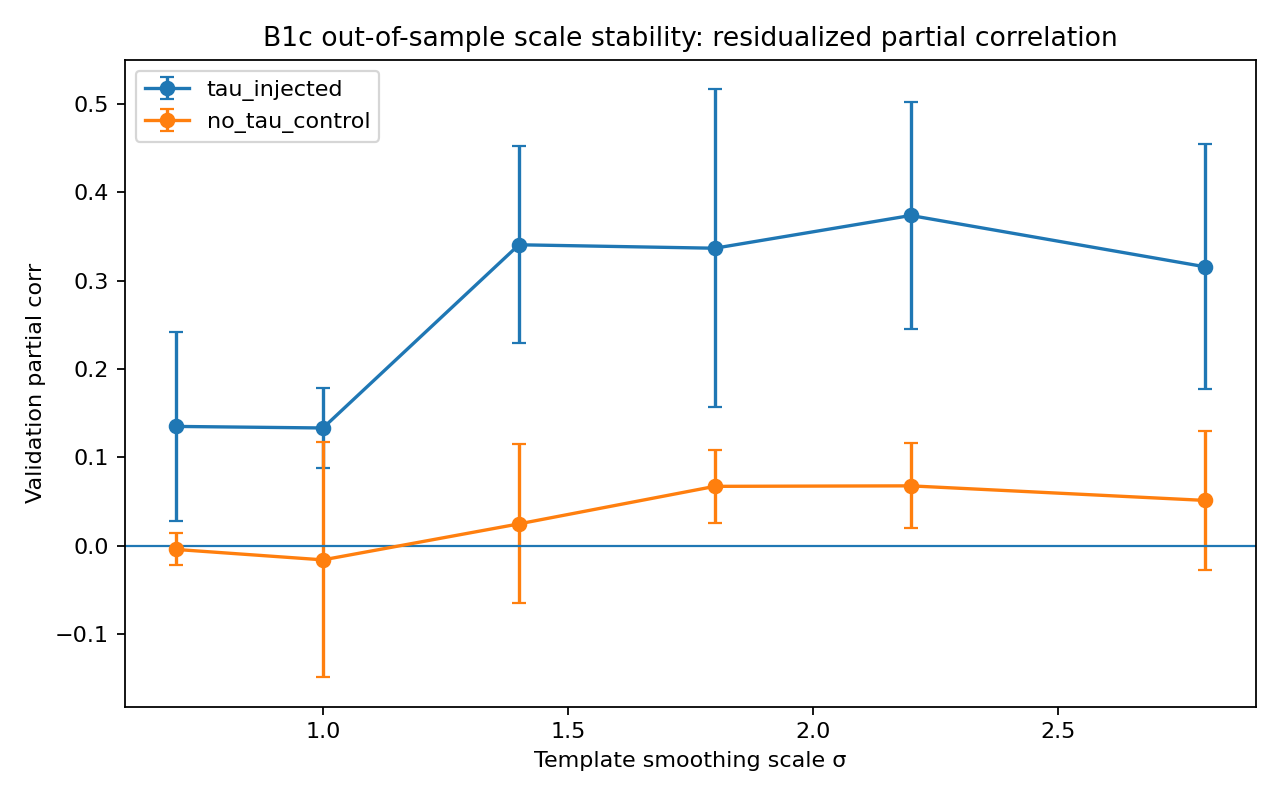 B1c out-of-sample scale stability: residualized partial correlation
tau_injected
no_tau_control
Validation partial corr
0.5
0.4
0.3
0.2
0.1
0.0
−0.1
1.0
1.5
2.0
2.5
Template smoothing scale σ